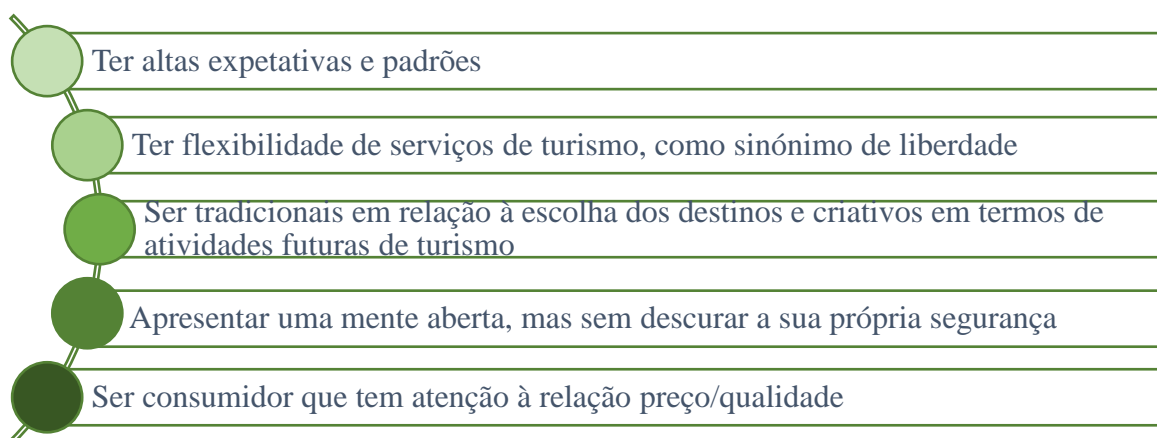 Ter altas expetativas e padrões
Ter flexibilidade de serviços de turismo, como sinónimo de liberdade
Ser tradicionais em relação à escolha dos destinos e criativos em termos de
atividades futuras de turismo
Apresentar uma mente aberta, mas sem descurar a sua própria segurança
Ser consumidor que tem atenção à relação preço/qualidade